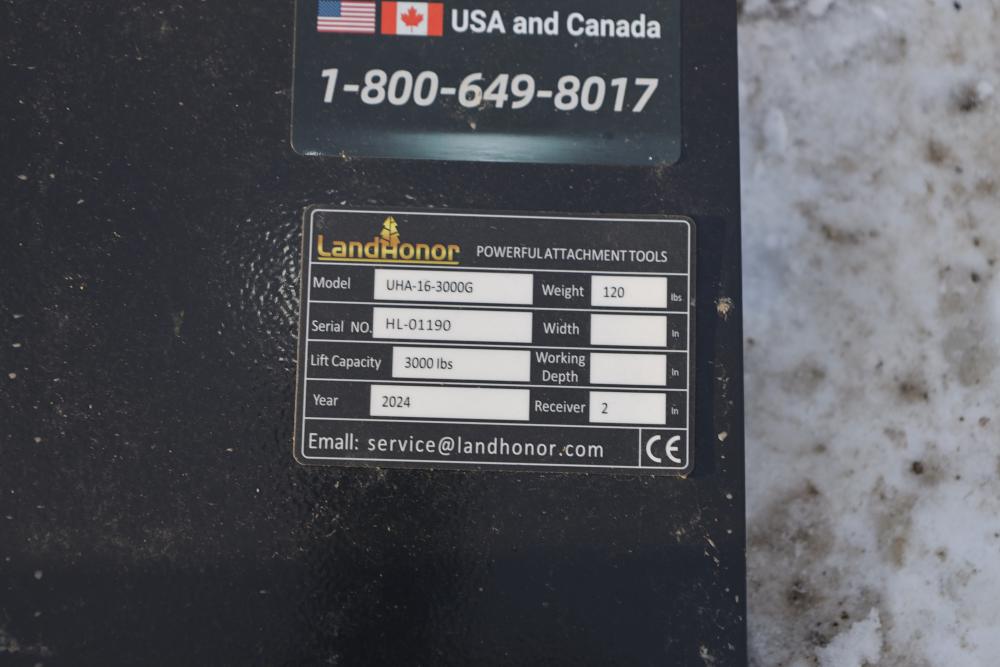 USA and Canada
1-800-649-8017
LandHonor POWERFUL ATTACHMENT TOOLS
Model UHA-16-3000G Weight 120 lbs
Serial NO. HL-01190 Width In
Lift Capacity 3000 lbs Working Depth In
Year 2024 Receiver 2 In
Email: service@landhonor.com CE